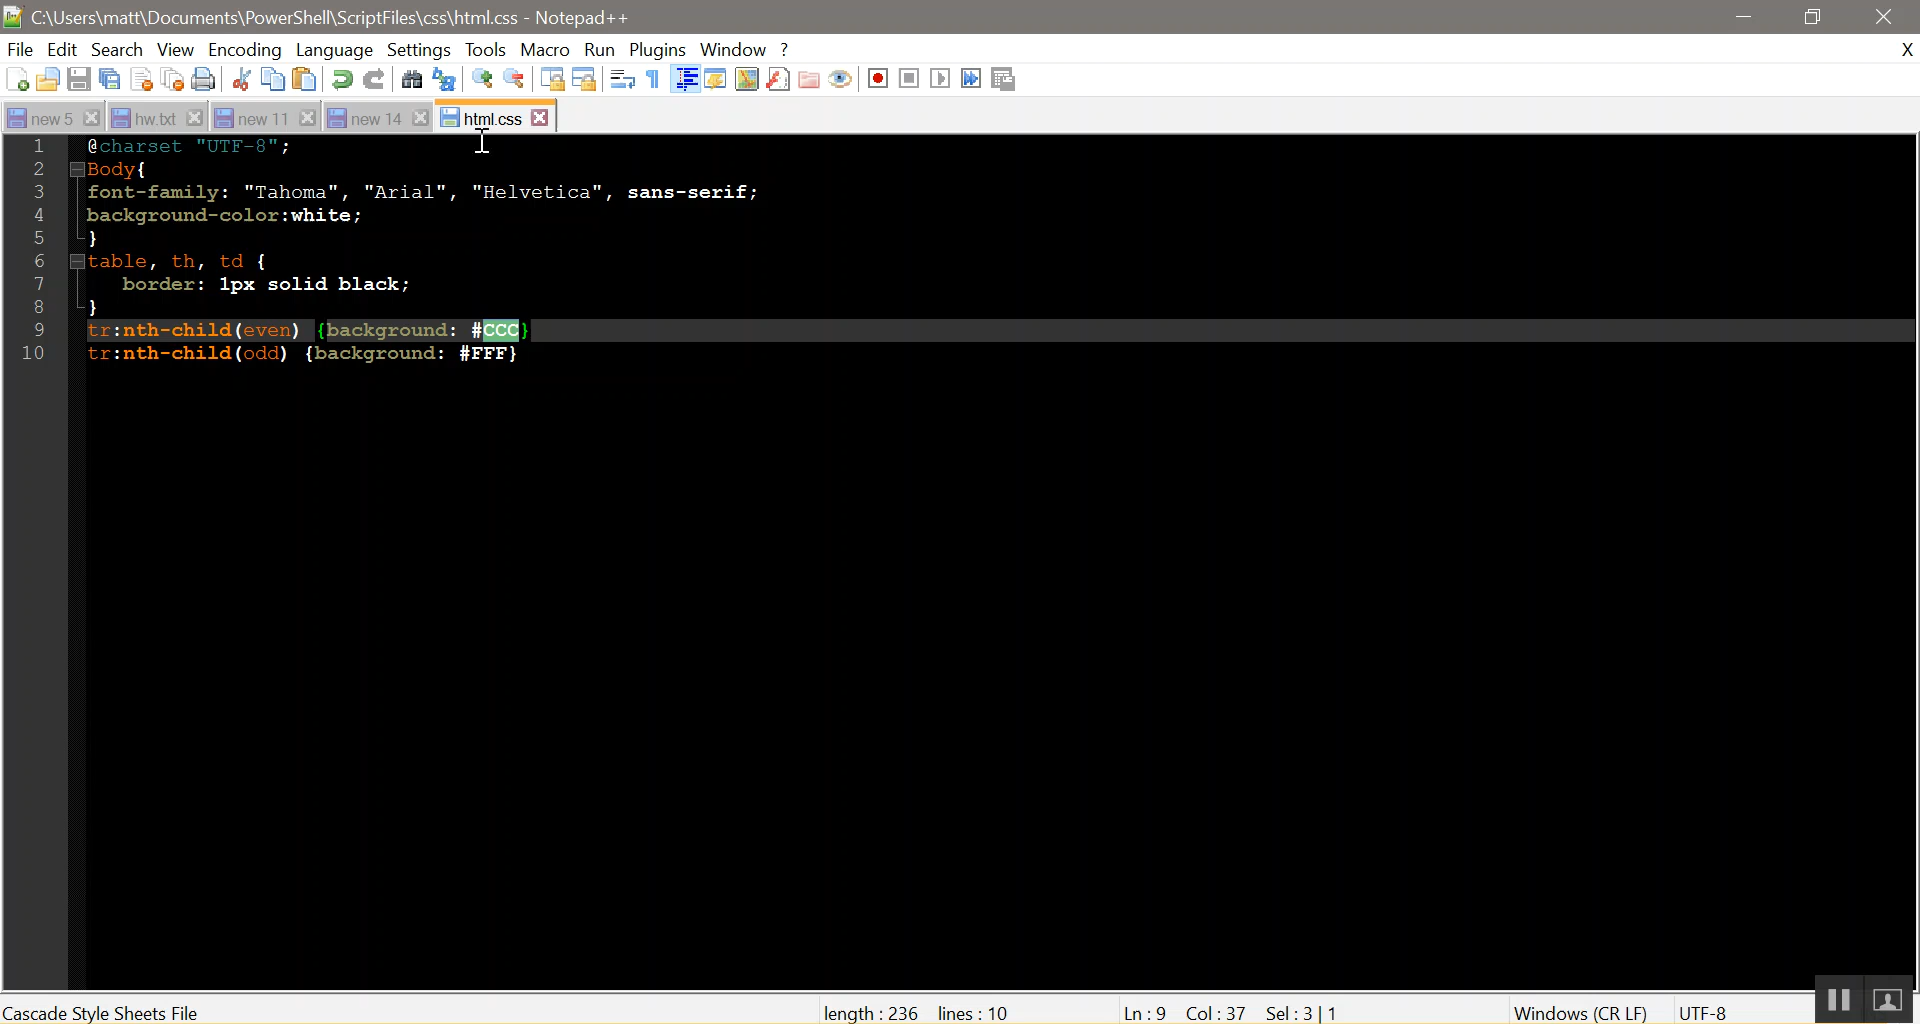 C:\Users\matt\Documents\PowerShell\ScriptFiles\css\html.css - Notepad++
File Edit Search View Encoding Language Settings Tools Macro Run Plugins Window ? X
new 5 hw.txt new 11 new 14 html.css
1 @charset "UTF-8";
2 Body{
3 font-family: "Tahoma", "Arial", "Helvetica", sans-serif;
4 background-color:white;
5 }
6 table, th, td {
7 border: 1px solid black;
8 }
9 tr:nth-child(even) {background: #CCC}
10 tr:nth-child(odd) {background: #FFF}
Cascade Style Sheets File length : 236 lines : 10 Ln : 9 Col : 37 Sel : 3 | 1 Windows (CR LF) UTF-8